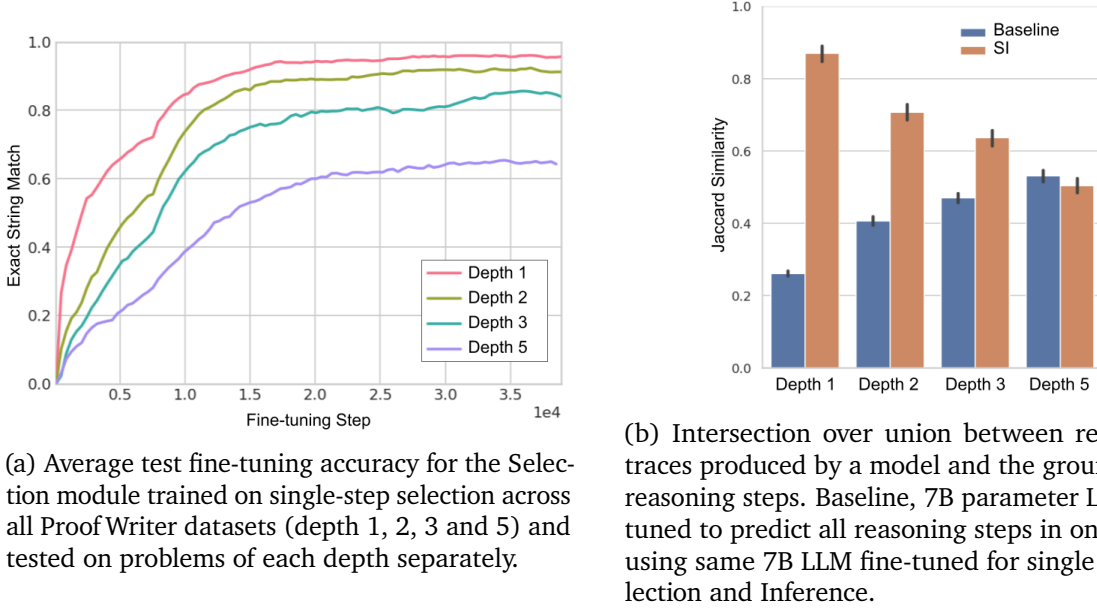 1.0
0.8
0.6
0.4
0.2
0.0
Exact String Match
Depth 1
Depth 2
Depth 3
Depth 5
0.5 1.0 1.5 2.0 2.5 3.0 3.5
1e4
Fine-tuning Step
(a) Average test fine-tuning accuracy for the Selec-
tion module trained on single-step selection across
all ProofWriter datasets (depth 1, 2, 3 and 5) and
tested on problems of each depth separately.
1.0
0.8
0.6
0.4
0.2
0.0
Jaccard Similarity
Baseline
SI
Depth 1 Depth 2 Depth 3 Depth 5
(b) Intersection over union between re
traces produced by a model and the groun
reasoning steps. Baseline, 7B parameter L
tuned to predict all reasoning steps in on
using same 7B LLM fine-tuned for single
lection and Inference.